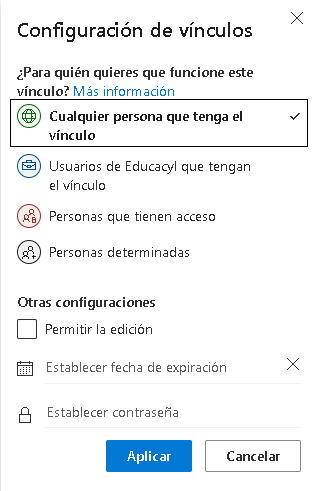 Configuración de vínculos
¿Para quién quieres que funcione este
vínculo? Más información
Cualquier persona que tenga el
vínculo
Usuarios de Educacyl que tengan
el vínculo
Personas que tienen acceso
Personas determinadas
Otras configuraciones
Permitir la edición
Establecer fecha de expiración
Establecer contraseña
Aplicar
Cancelar